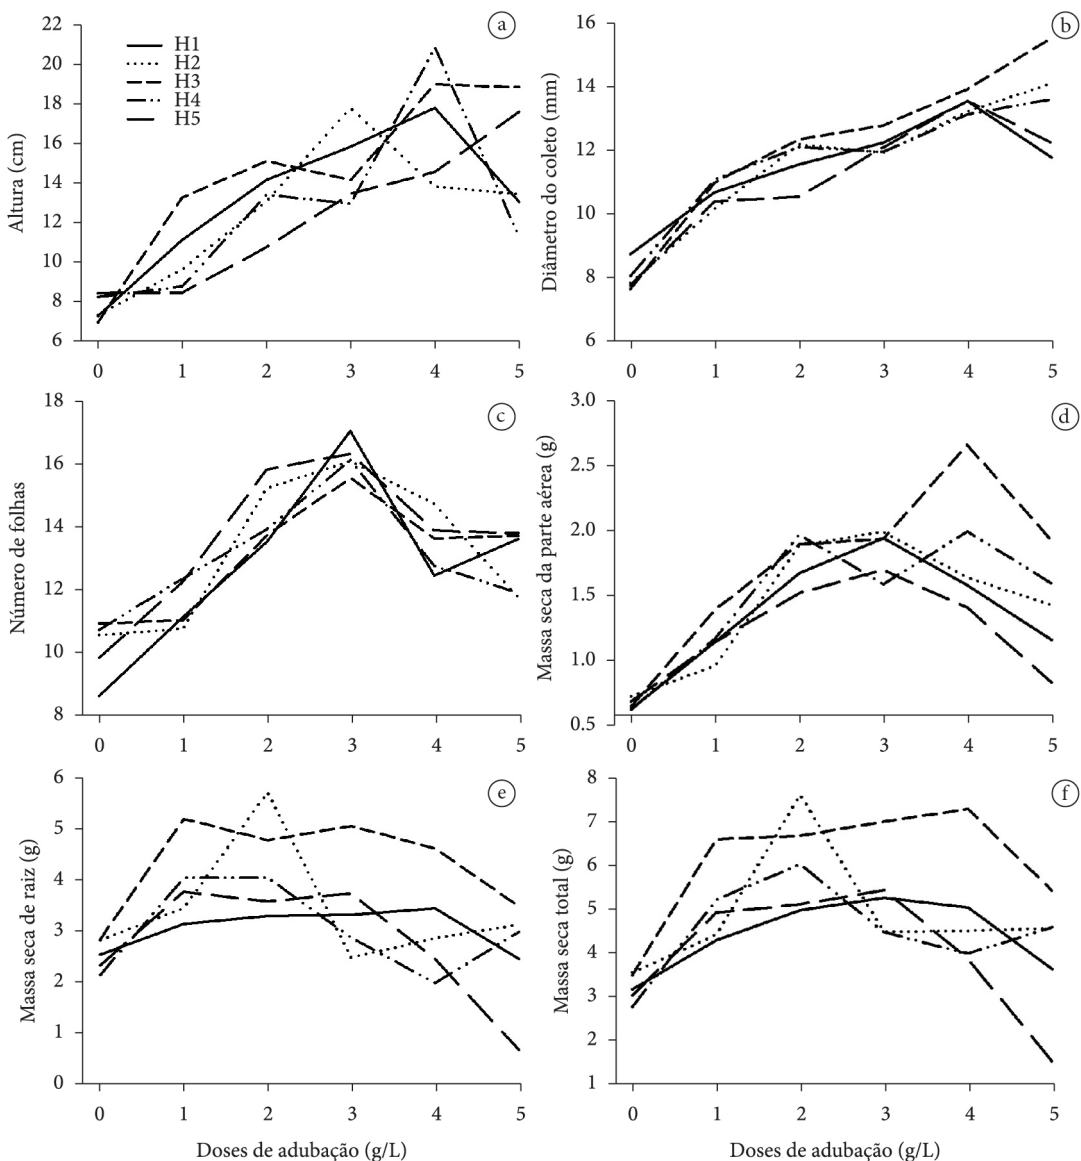 a
22
20
18
16
14
12
10
8
6
Altura (cm)
H1
H2
H3
H4
H5
0 1 2 3 4 5
b
16
14
12
10
8
6
Diâmetro do coleto (mm)
0 1 2 3 4 5
c
18
16
14
12
10
8
Número de folhas
0 1 2 3 4 5
d
3.0
2.5
2.0
1.5
1.0
0.5
Massa seca da parte aérea (g)
0 1 2 3 4 5
e
6
5
4
3
2
1
0
Massa seca de raiz (g)
0 1 2 3 4 5
Doses de adubação (g/L)
f
8
7
6
5
4
3
2
1
Massa seca total (g)
0 1 2 3 4 5
Doses de adubação (g/L)